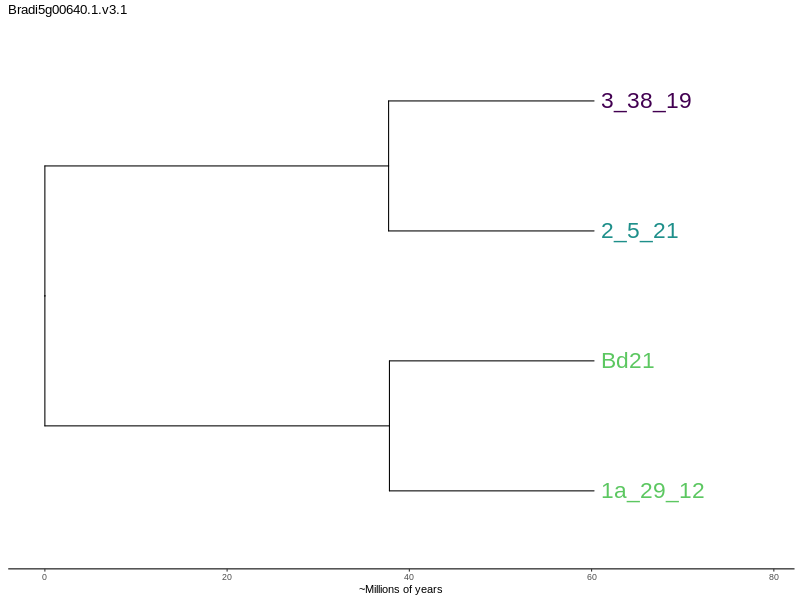 Bradi5g00640.1.v3.1
3_38_19
2_5_21
Bd21
1a_29_12
0 20 40 60 80
~Millions of years